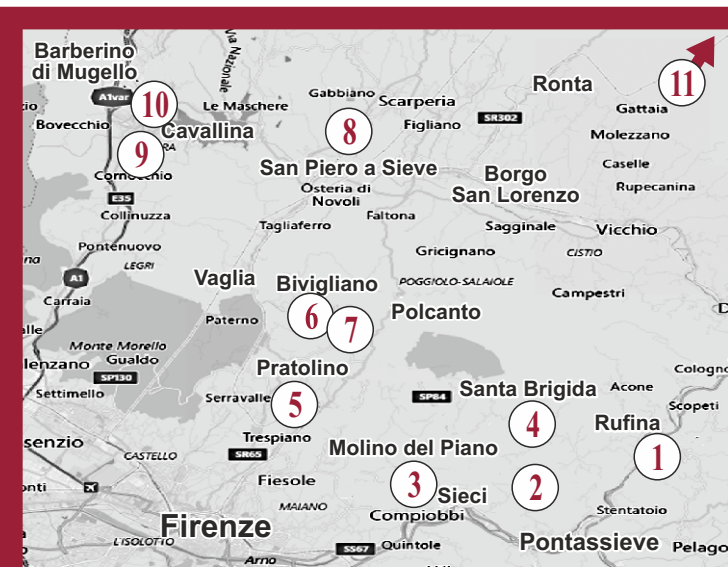 Barberino
di Mugello
Via Nazionale
A1var
10
Le Maschere
Gabbiano
Scarperia
Ronta
11
Gattaia
Bovecchio
Cavallina
8
Figliano
SR302
Molezzano
9
San Piero a Sieve
Caselle
Borgo
San Lorenzo
Rupecanina
Osteria di
Novoli
E35
Collinuzza
Tagliaferro
Faltona
Sagginale
Vicchio
Pontenuovo
LEGRI
Gricignano
CISTIO
A1
Vaglia
Bivigliano
POGGIOLO-SALAIOLE
Campestri
Carraia
6
7
Polcanto
Paterno
Monte Morello
Gualdo
Pratolino
SP130
Settimello
Serravalle
5
SP84
Santa Brigida
Acone
Scopeti
4
Rufina
Trespiano
Molino del Piano
1
CASTELLO
SR65
Fiesole
3
Sieci
2
MAIANO
Compiobbi
Stentatoio
Firenze
L'ISOLOTTO
Arno
SS67
Quintole
Pontassieve
Pelago